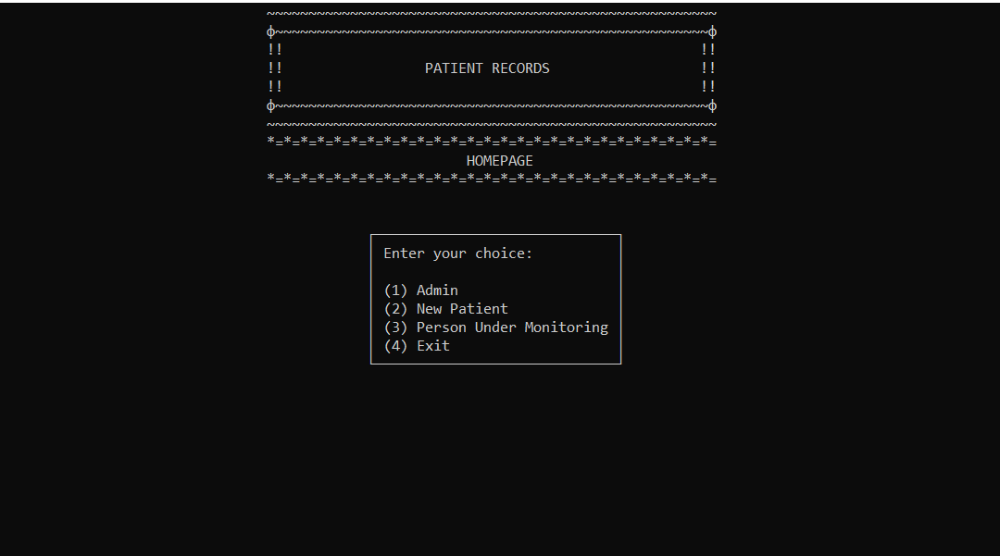 ~~~~~~~~~~~~~~~~~~~~~~~~~~~~~~~~~~~~~~~~~~~~~~~~~~~~~~
ϕ~~~~~~~~~~~~~~~~~~~~~~~~~~~~~~~~~~~~~~~~~~~~~~~~~~~~ϕ
!! !!
!! PATIENT RECORDS !!
!! !!
ϕ~~~~~~~~~~~~~~~~~~~~~~~~~~~~~~~~~~~~~~~~~~~~~~~~~~~~ϕ
~~~~~~~~~~~~~~~~~~~~~~~~~~~~~~~~~~~~~~~~~~~~~~~~~~~~~~
*=*=*=*=*=*=*=*=*=*=*=*=*=*=*=*=*=*=*=*=*=*=*=*=*=*=*=
HOMEPAGE
*=*=*=*=*=*=*=*=*=*=*=*=*=*=*=*=*=*=*=*=*=*=*=*=*=*=*=
Enter your choice:
(1) Admin
(2) New Patient
(3) Person Under Monitoring
(4) Exit